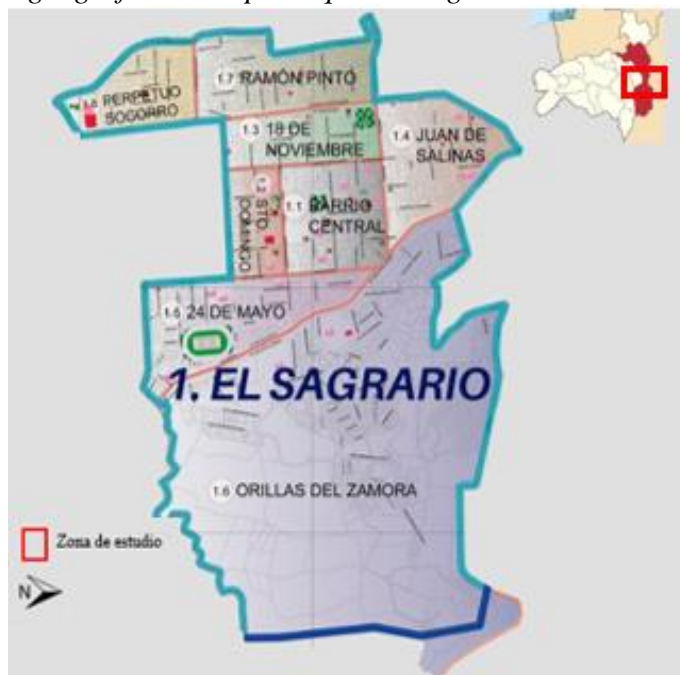 1.7 RAMÓN PINTO
1.8 PERPETUO
SOCORRO
1.3 18 DE
NOVIEMBRE
1.4 JUAN DE
SALINAS
1.2 STO.
DOMINGO
1.1 BARRIO
CENTRAL
1.5 24 DE MAYO
1. EL SAGRARIO
1.6 ORILLAS DEL ZAMORA
Zona de estudio
N